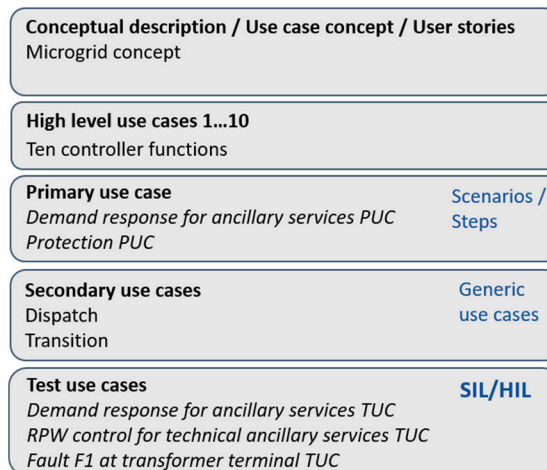 Conceptual description / Use case concept / User stories
Microgrid concept
High level use cases 1...10
Ten controller functions
Primary use case
Demand response for ancillary services PUC
Protection PUC
Scenarios /
Steps
Secondary use cases
Dispatch
Transition
Generic
use cases
Test use cases
Demand response for ancillary services TUC
RPW control for technical ancillary services TUC
Fault F1 at transformer terminal TUC
SIL/HIL